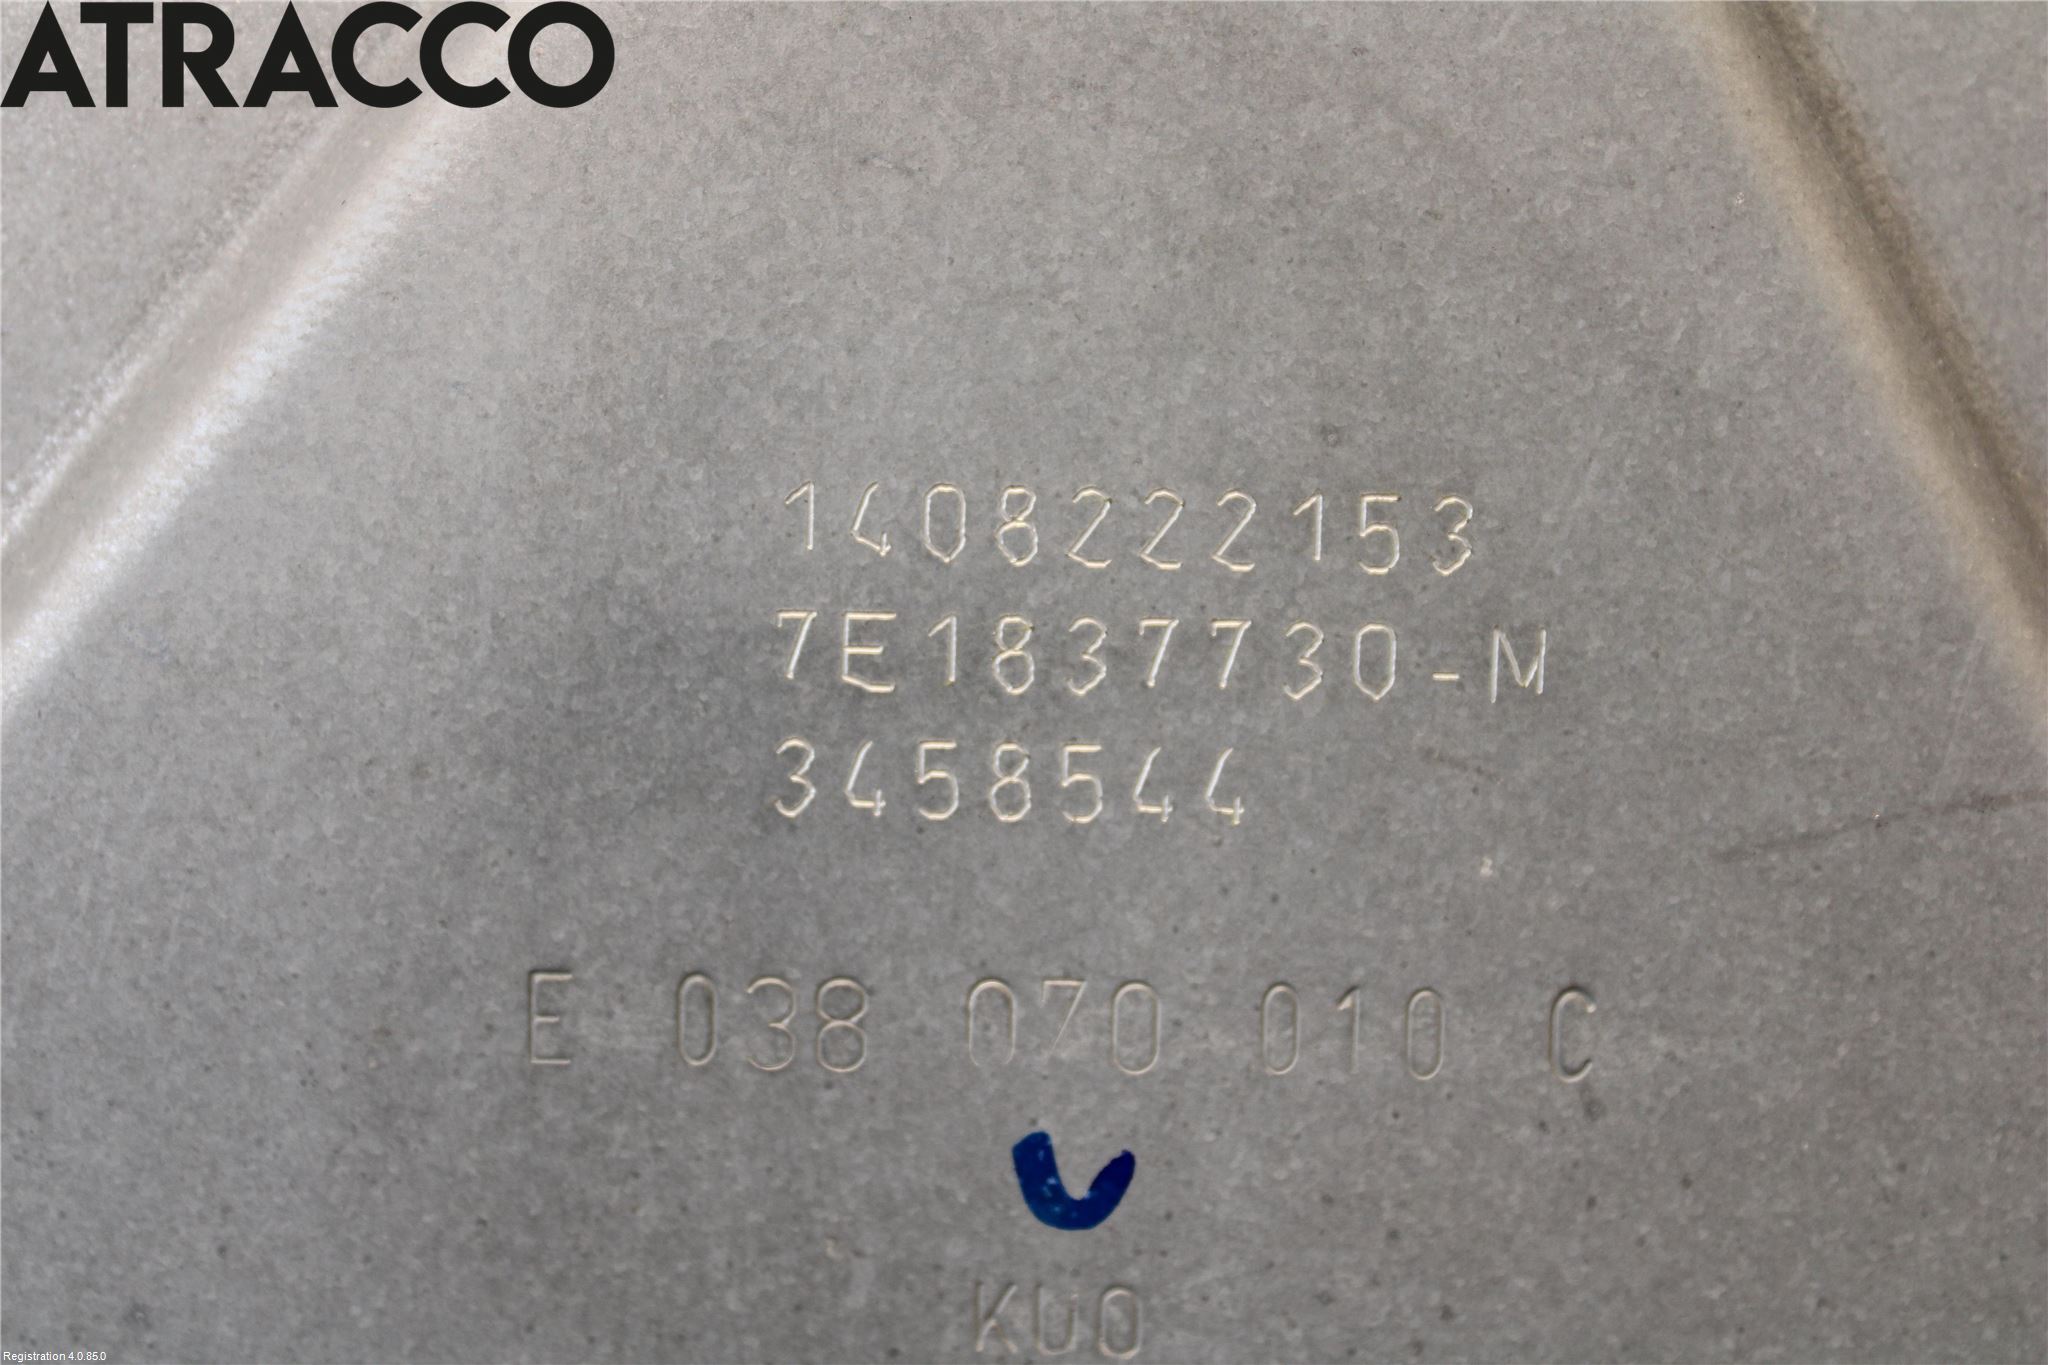 ATRACCO
1408222153
7E1837730-M
3458544
E 038 070 010 C
KUO
Registration 4.0.85.0